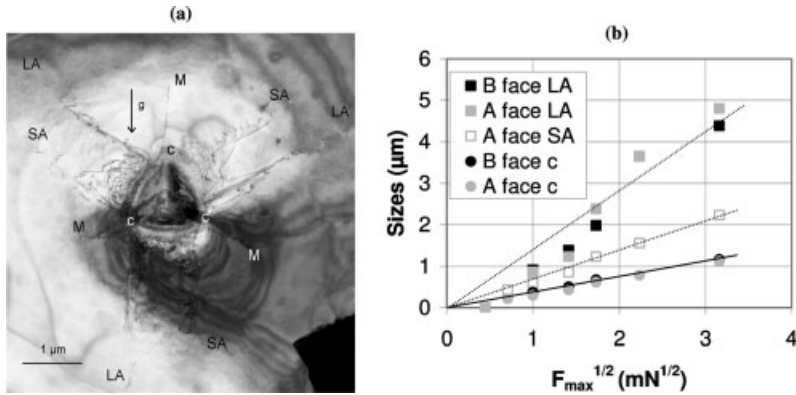 (a)
LA
M
g
SA
LA
SA
c
c
c
M
M
SA
LA
1 µm
(b)
Sizes (µm)
6
5
4
3
2
1
0
B face LA
A face LA
A face SA
B face c
A face c
0
1
2
3
4
Fmax1/2 (mN1/2)